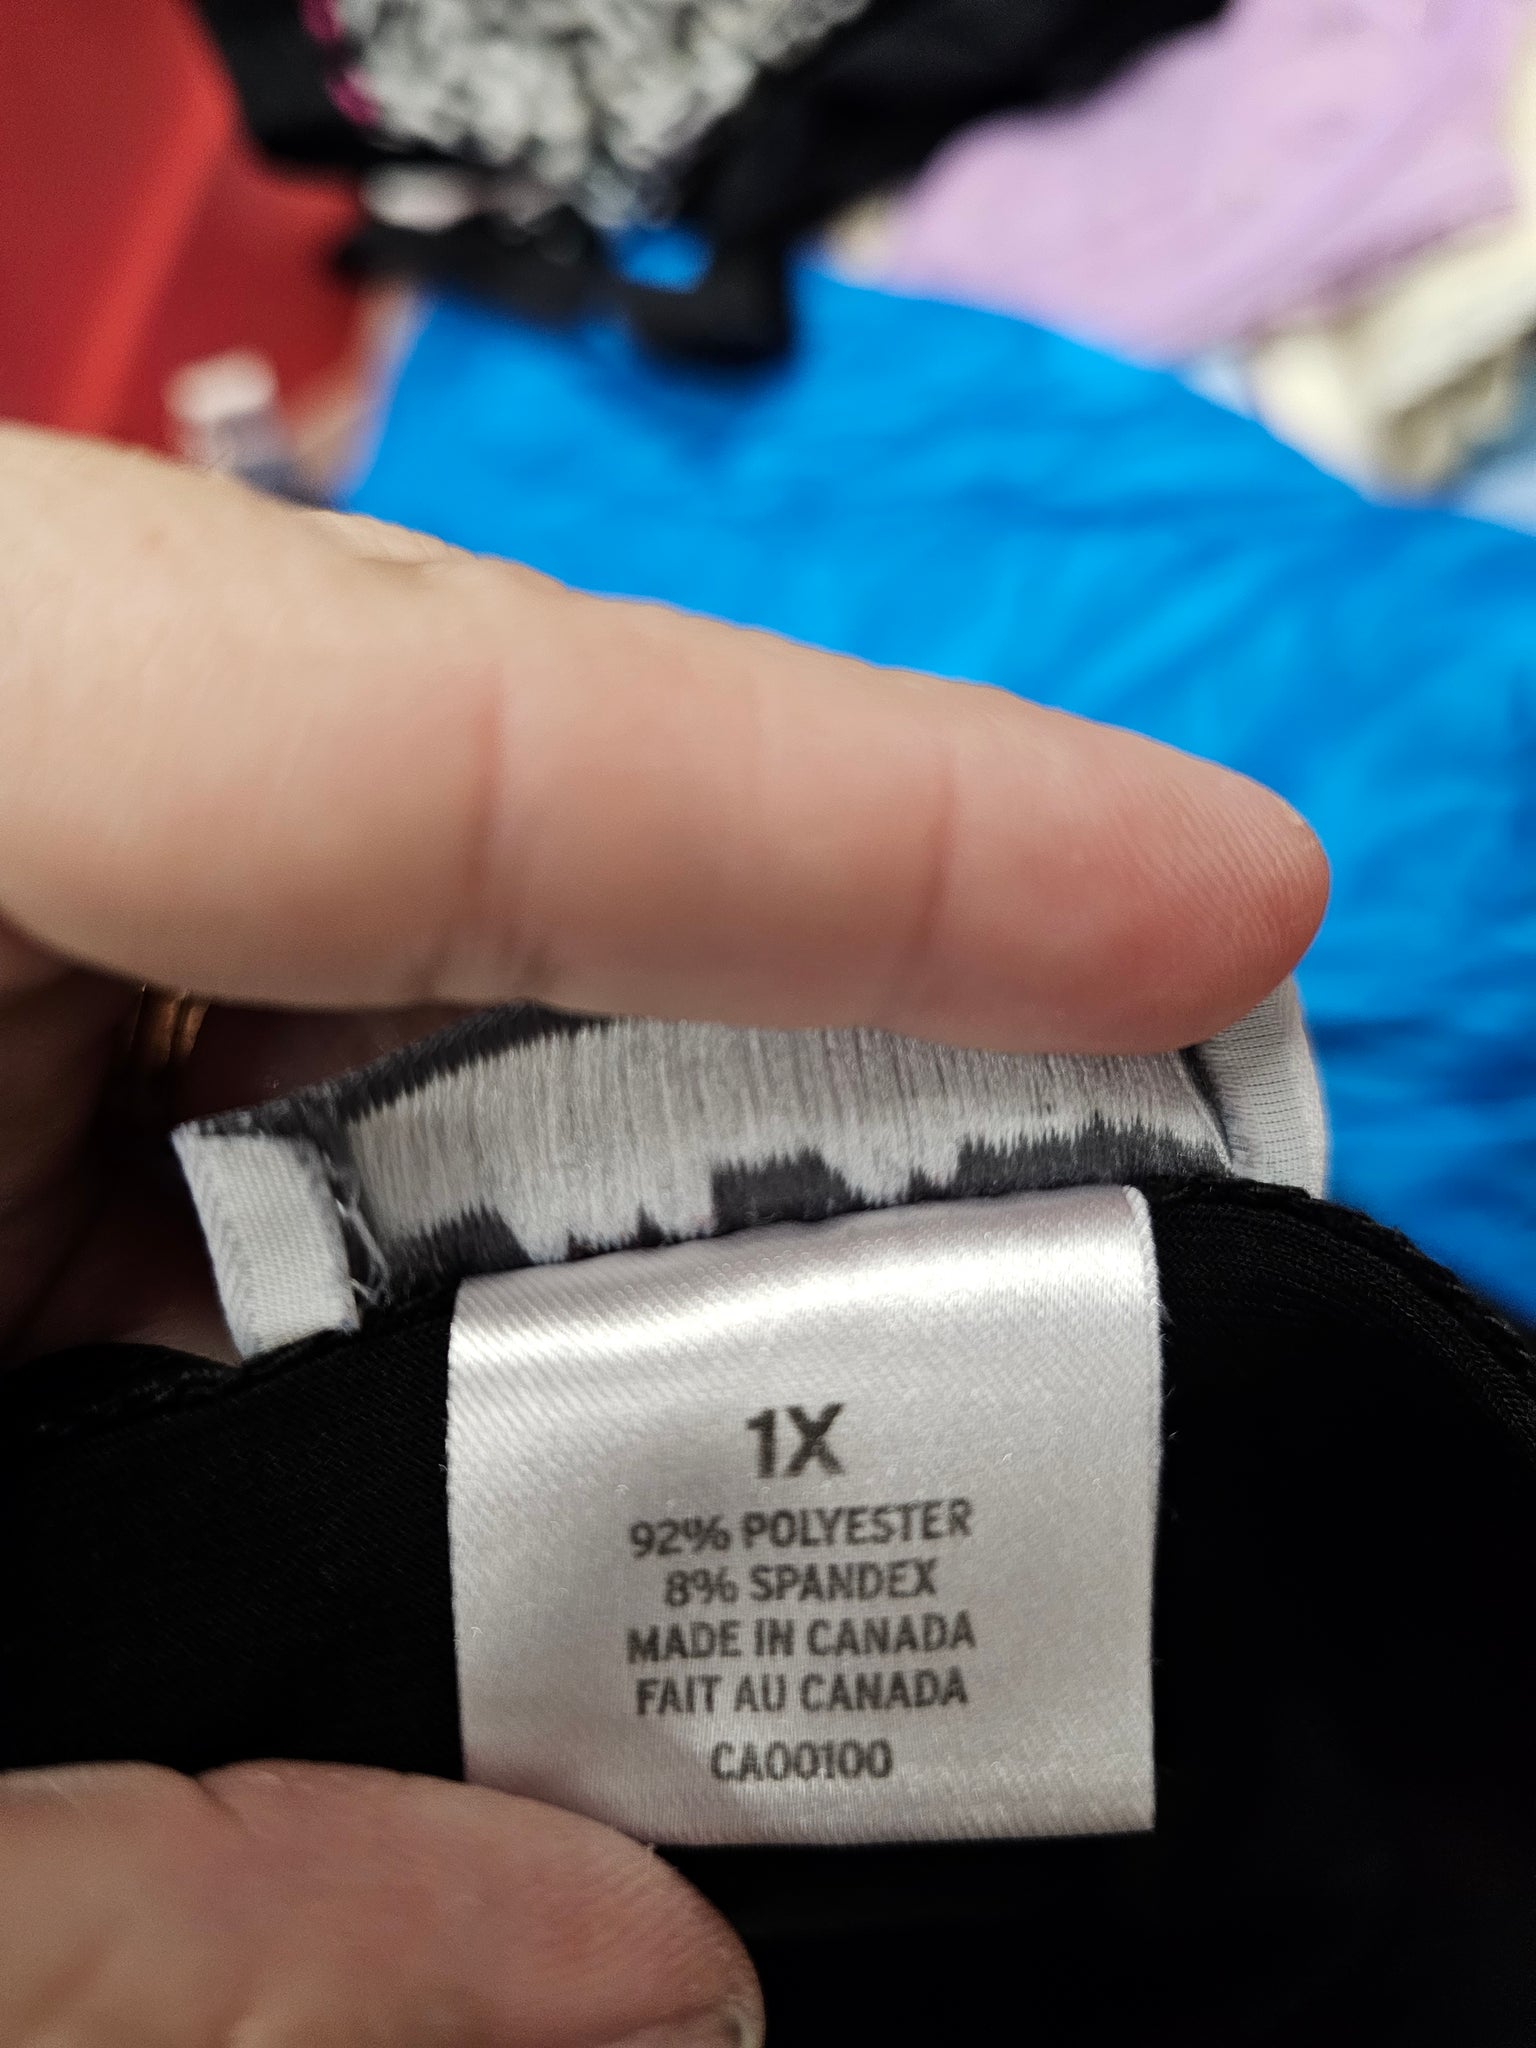 1X
92% POLYESTER
8% SPANDEX
MADE IN CANADA
FAIT AU CANADA
CA00100